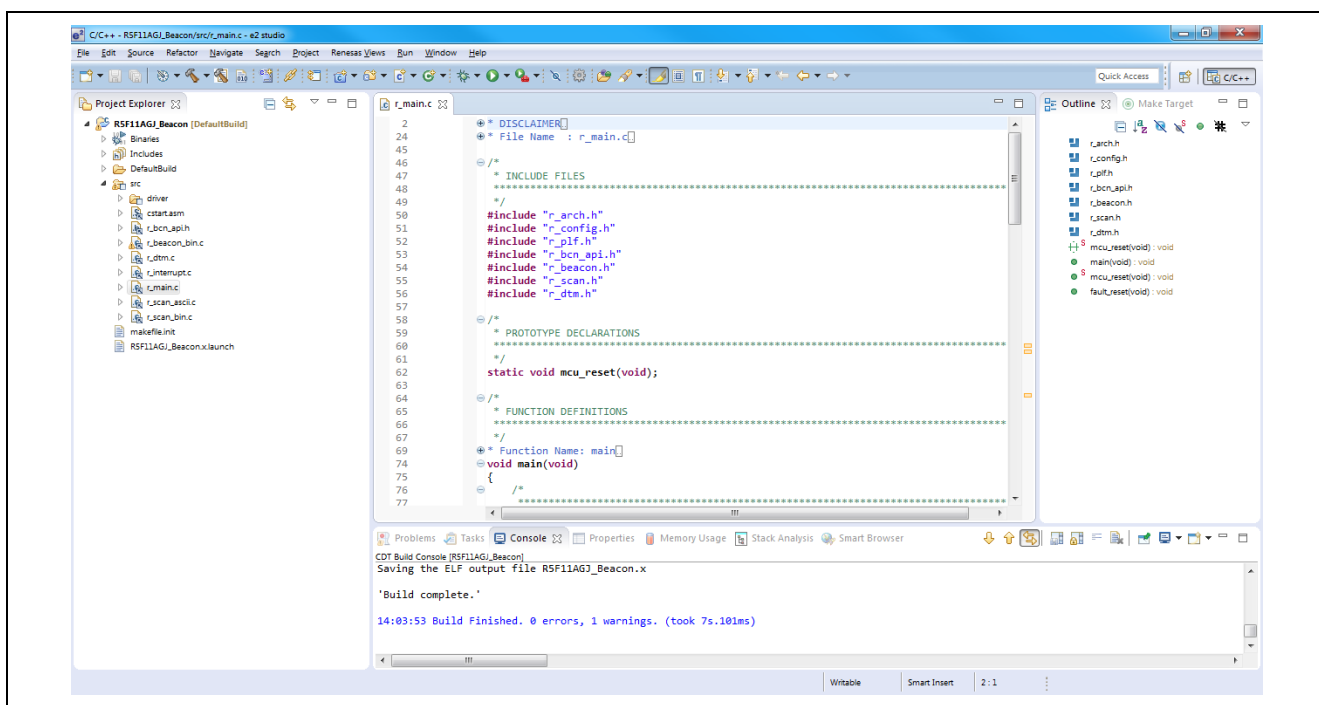 C/C++ - R5F11AGJ_Beacon/src/r_main.c - e2 studio
File Edit Source Refactor Navigate Search Project Renesas Views Run Window Help
Quick Access C/C++
Project Explorer
R5F11AGJ_Beacon [DefaultBuild]
Binaries
Includes
DefaultBuild
src
driver
cstart.asm
r_bcn_api.h
r_beacon_bin.c
r_dtm.c
r_interrupt.c
r_main.c
r_scan_ascii.c
r_scan_bin.c
makefile.init
R5F11AGJ_Beacon.x.launch
r_main.c
2 * DISCLAIMER
24 * File Name : r_main.c
45
46 /*
47 * INCLUDE FILES
48 ************************************************************************************
49 */
50 #include "r_arch.h"
51 #include "r_config.h"
52 #include "r_plf.h"
53 #include "r_bcn_api.h"
54 #include "r_beacon.h"
55 #include "r_scan.h"
56 #include "r_dtm.h"
57
58 /*
59 * PROTOTYPE DECLARATIONS
60 ************************************************************************************
61 */
62 static void mcu_reset(void);
63
64 /*
65 * FUNCTION DEFINITIONS
66 ************************************************************************************
67 */
69 * Function Name: main
74 void main(void)
75 {
76 /*
77 ********************************************************************************
Outline Make Target
r_arch.h
r_config.h
r_plf.h
r_bcn_api.h
r_beacon.h
r_scan.h
r_dtm.h
mcu_reset(void) : void
main(void) : void
mcu_reset(void) : void
fault_reset(void) : void
Problems Tasks Console Properties Memory Usage Stack Analysis Smart Browser
CDT Build Console [R5F11AGJ_Beacon]
Saving the ELF output file R5F11AGJ_Beacon.x
'Build complete.'
14:03:53 Build Finished. 0 errors, 1 warnings. (took 7s.101ms)
Writable Smart Insert 2 : 1